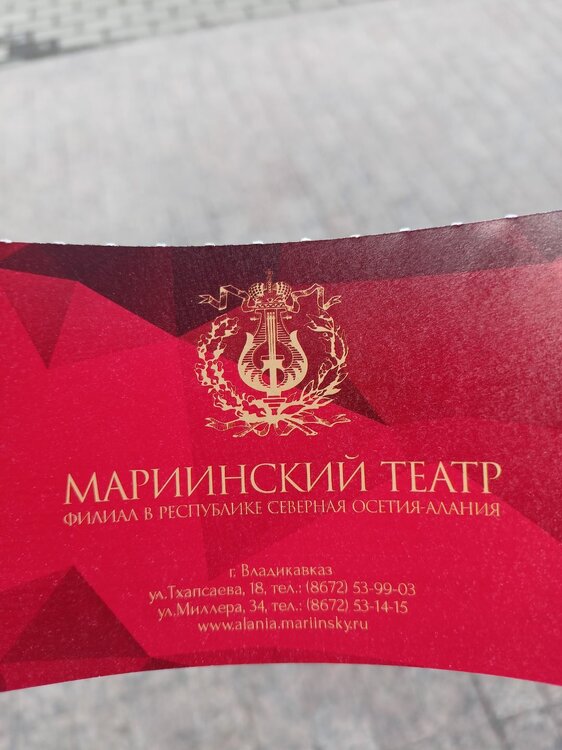 МАРИИНСКИЙ ТЕАТР
ФИЛИАЛ В РЕСПУБЛИКЕ СЕВЕРНАЯ ОСЕТИЯ-АЛАНИЯ
г. Владикавказ
ул.Тхапсаева, 18, тел.: (8672) 53-99-03
ул.Миллера, 34, тел.: (8672) 53-14-15
www.alania.mariinsky.ru